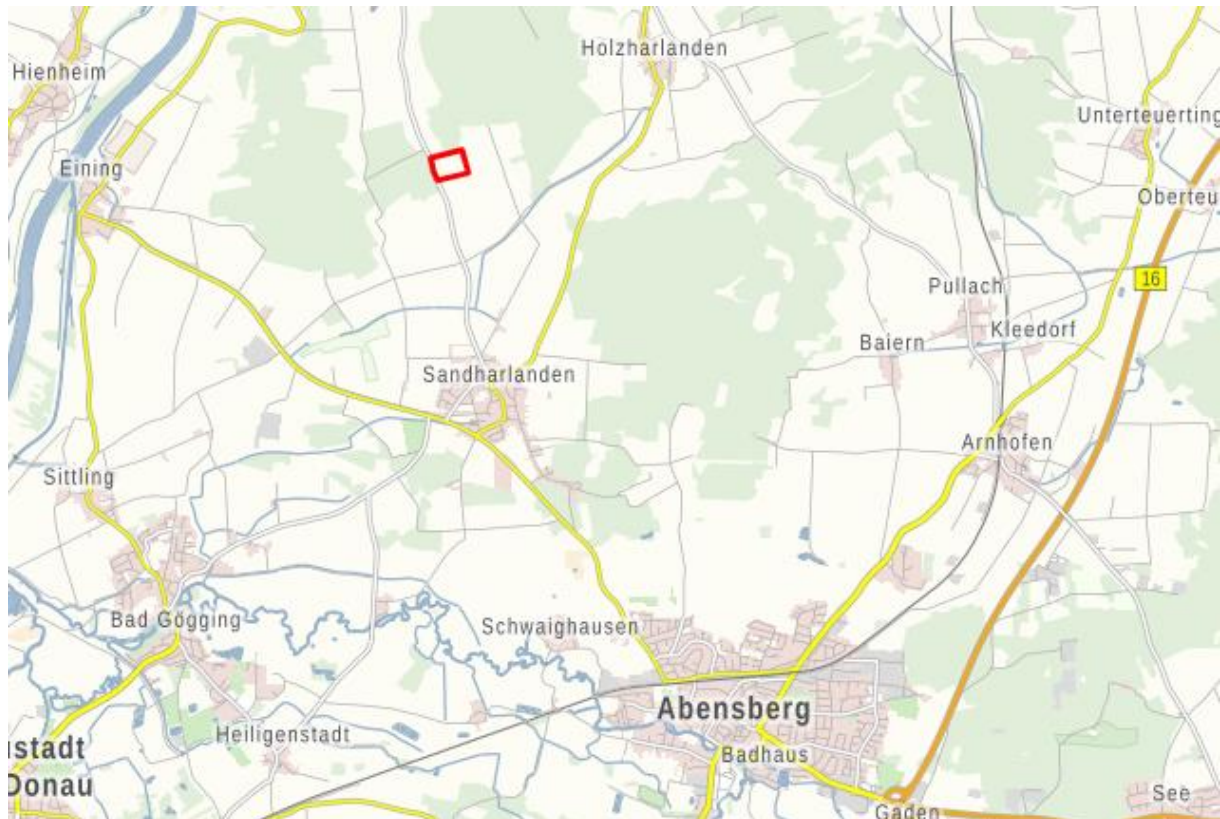 Holzharlanden
Hienheim
Unterteuerting
Eining
Oberteu
16
Pullach
Kleedorf
Baiern
Sandharlanden
Arnhofen
Sittling
Bad Gögging
Schwaighausen
Abensberg
Heiligenstadt
Badhaus
ustadt
Donau
See
Gaden